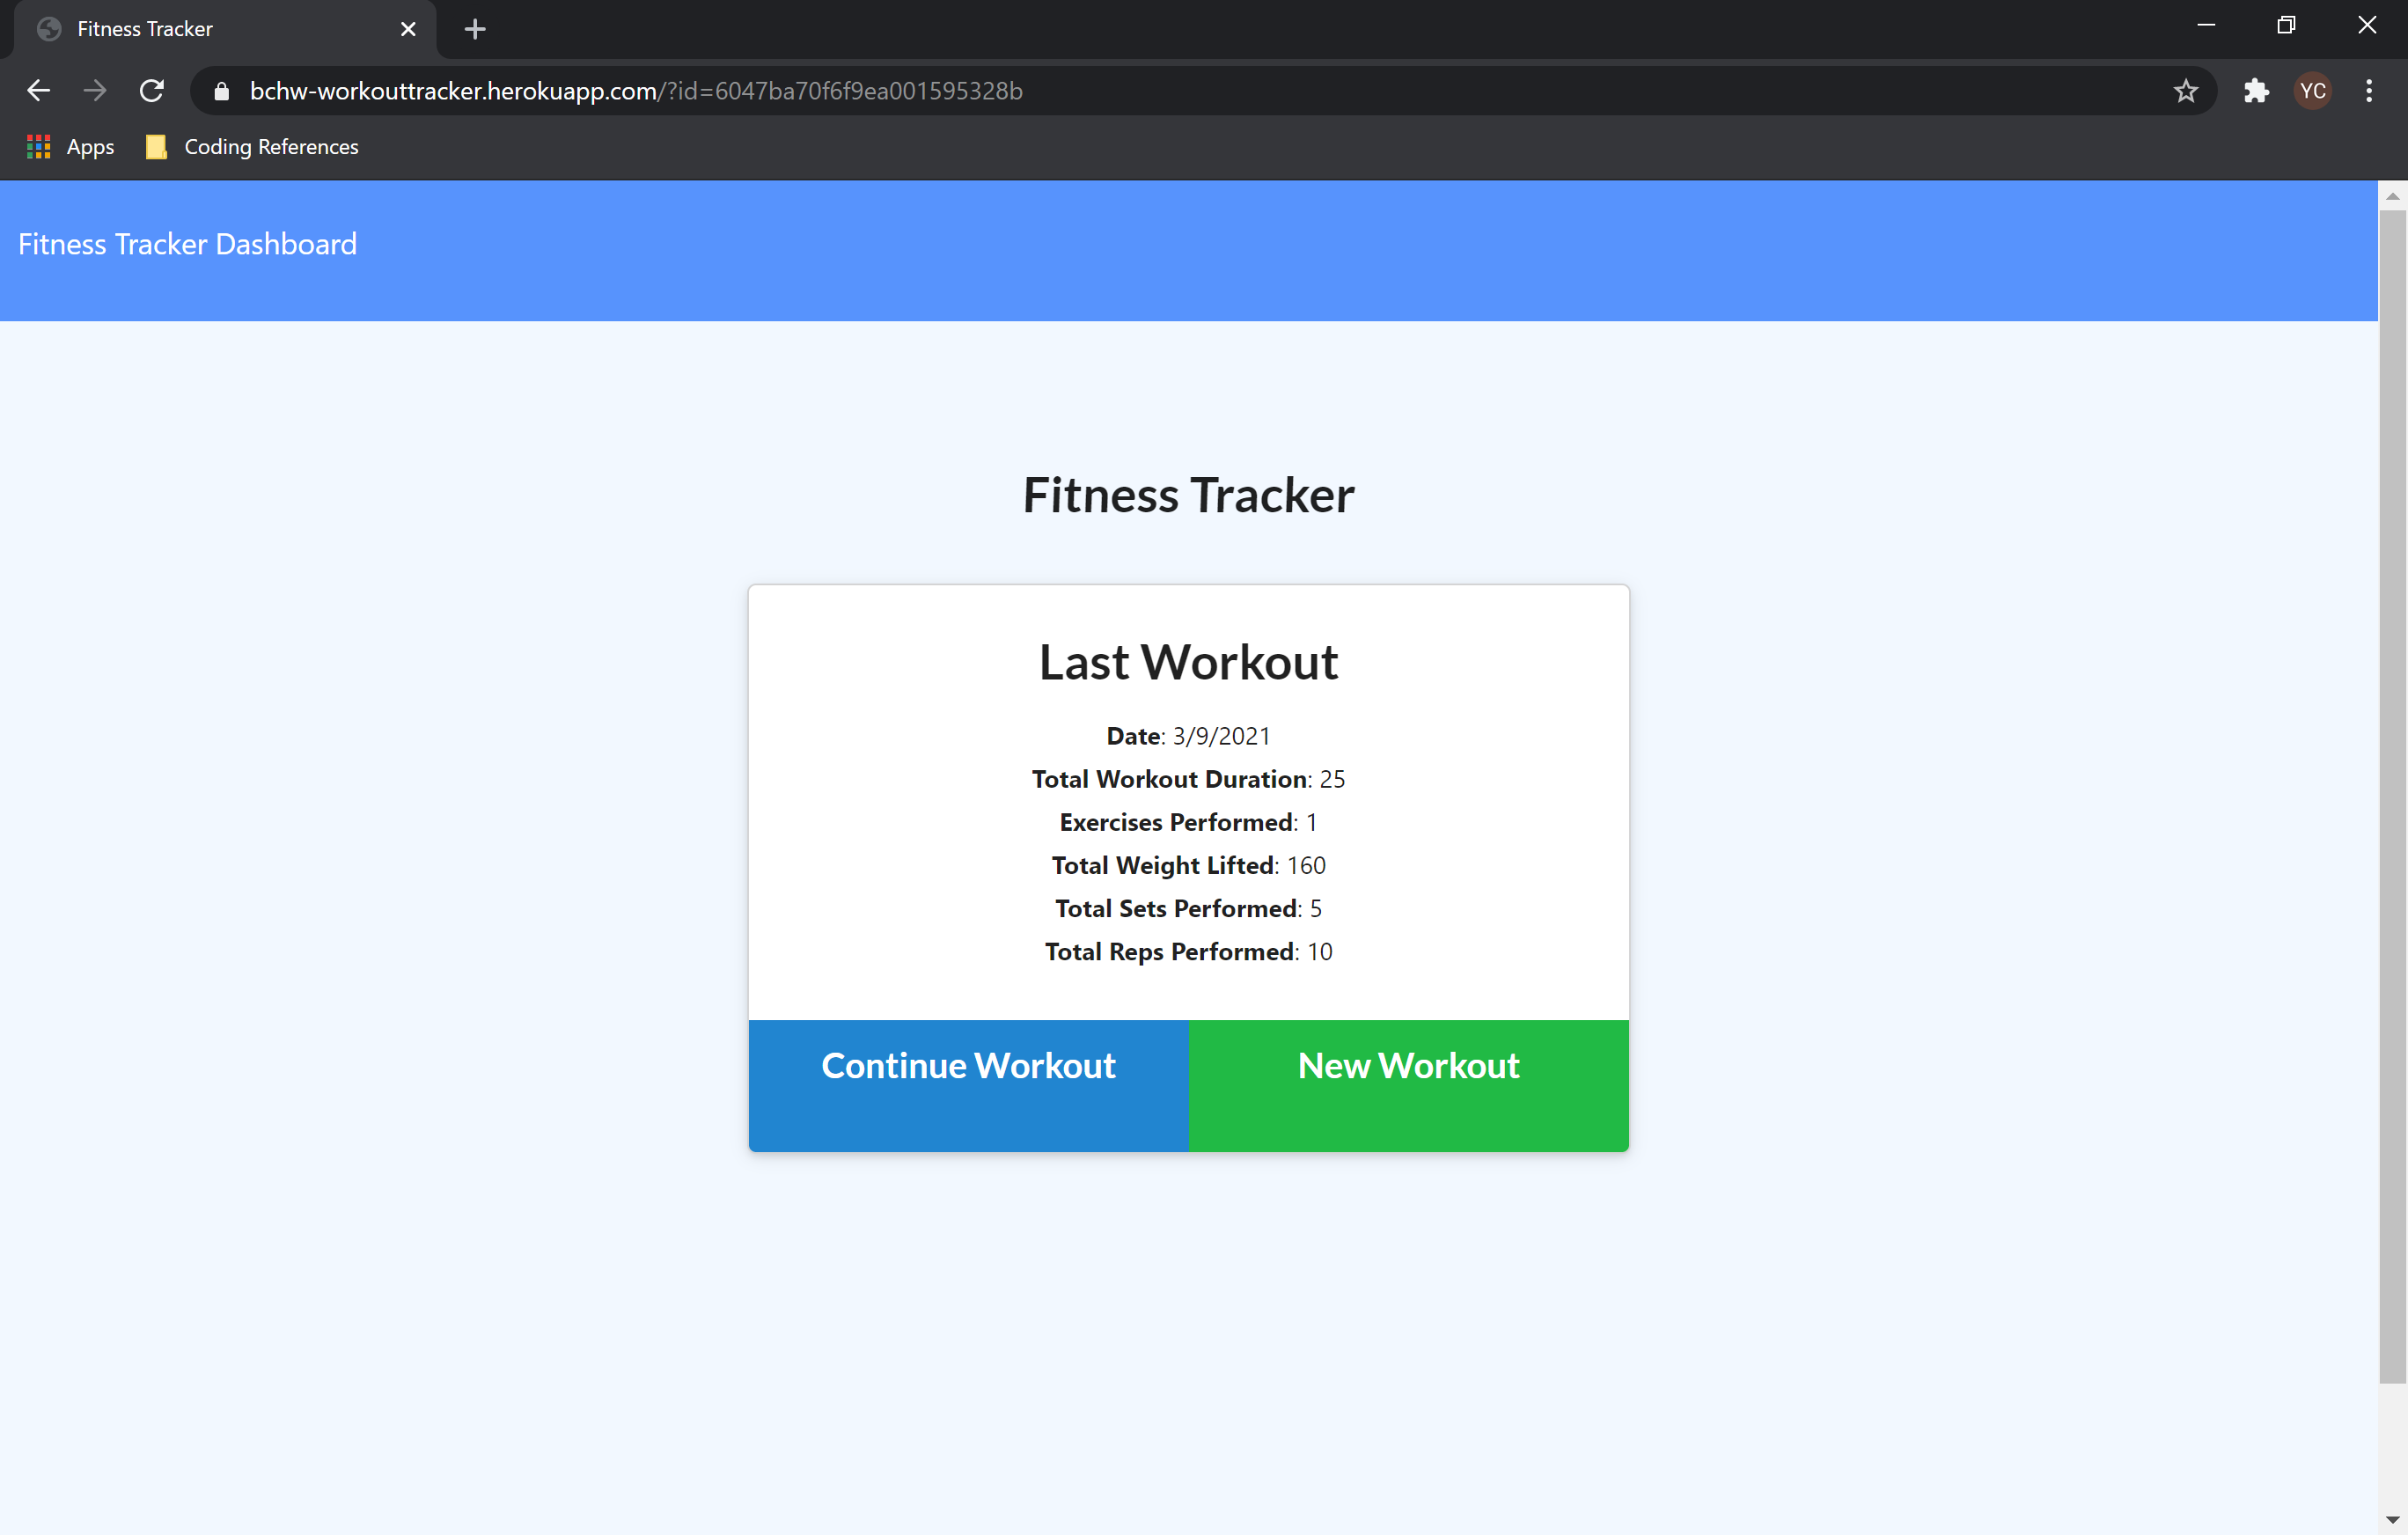 Fitness Tracker
bchw-workouttracker.herokuapp.com/?id=6047ba70f6f9ea001595328b
YC
Apps
Coding References
Fitness Tracker Dashboard
Fitness Tracker
Last Workout
Date: 3/9/2021
Total Workout Duration: 25
Exercises Performed: 1
Total Weight Lifted: 160
Total Sets Performed: 5
Total Reps Performed: 10
Continue Workout
New Workout